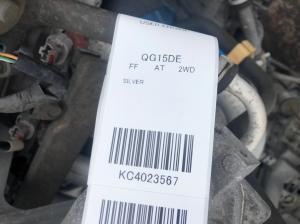 QG15DE
FF AT 2WD
SILVER
KC4023567